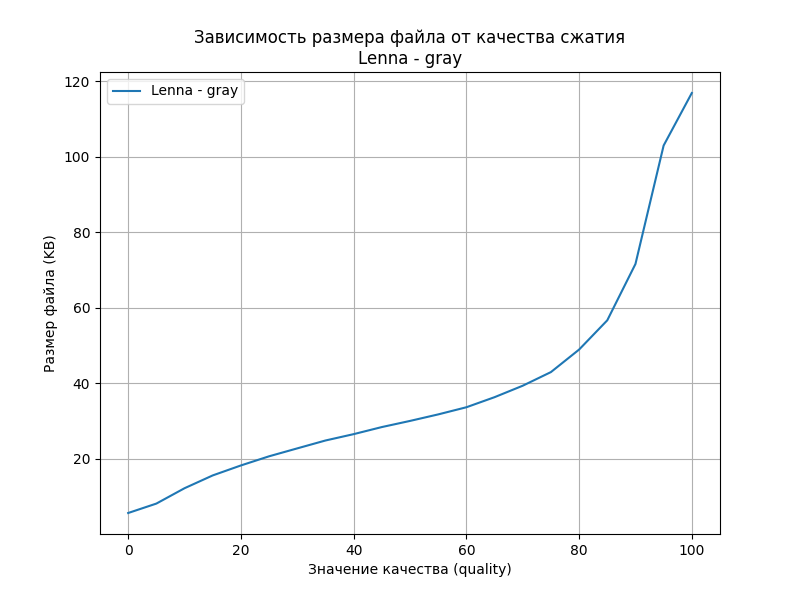 Зависимость размера файла от качества сжатия
Lenna - gray
Lenna - gray
120
100
80
60
40
20
Размер файла (KB)
0 20 40 60 80 100
Значение качества (quality)